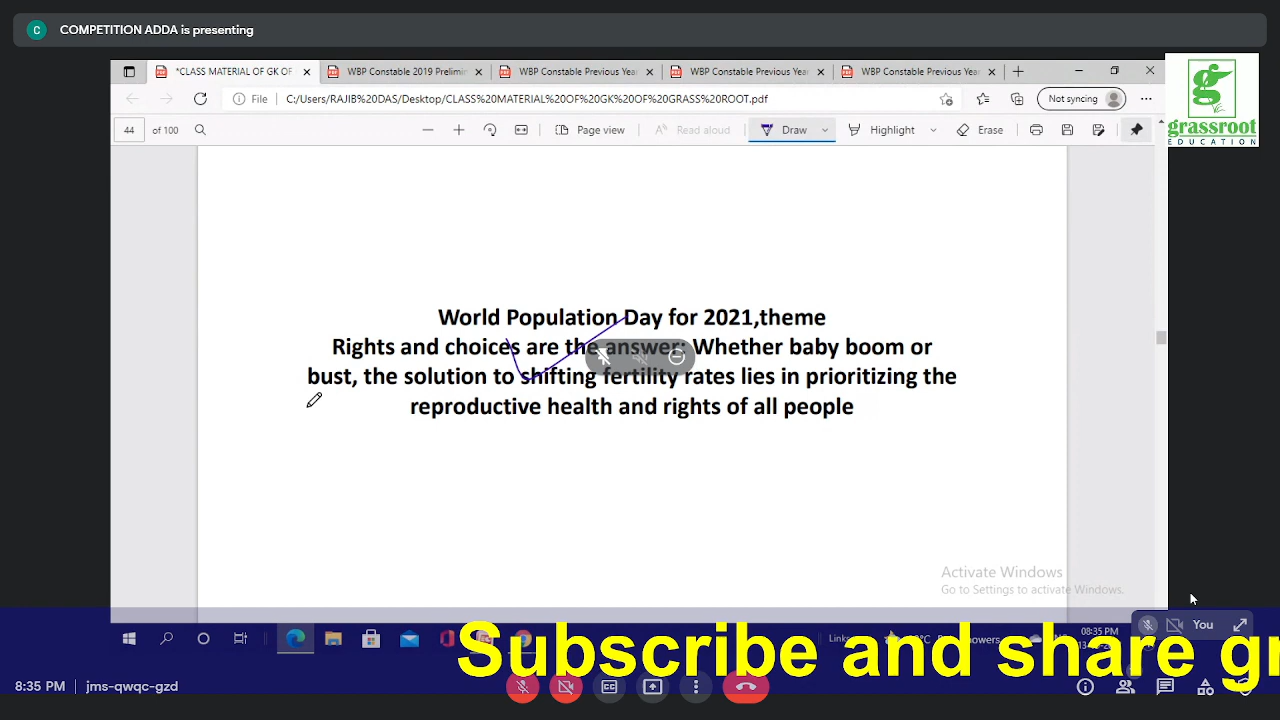 COMPETITION ADDA is presenting
*CLASS MATERIAL OF GK OF
WBP Constable 2019 Prelimin
WBP Constable Previous Year
WBP Constable Previous Year
WBP Constable Previous Year
File C:/Users/RAJIB%20DAS/Desktop/CLASS%20MATERIAL%20OF%20GK%20OF%20GRASS%20ROOT.pdf Not syncing
44 of 100 Page view Read aloud Draw Highlight Erase
grassroot
EDUCATION
World Population Day for 2021,theme
Rights and choices are the answer: Whether baby boom or
bust, the solution to shifting fertility rates lies in prioritizing the
reproductive health and rights of all people
Activate Windows
Go to Settings to activate Windows.
You
Links 08:35 PM
Subscribe and share gr
8:35 PM jms-qwqc-gzd